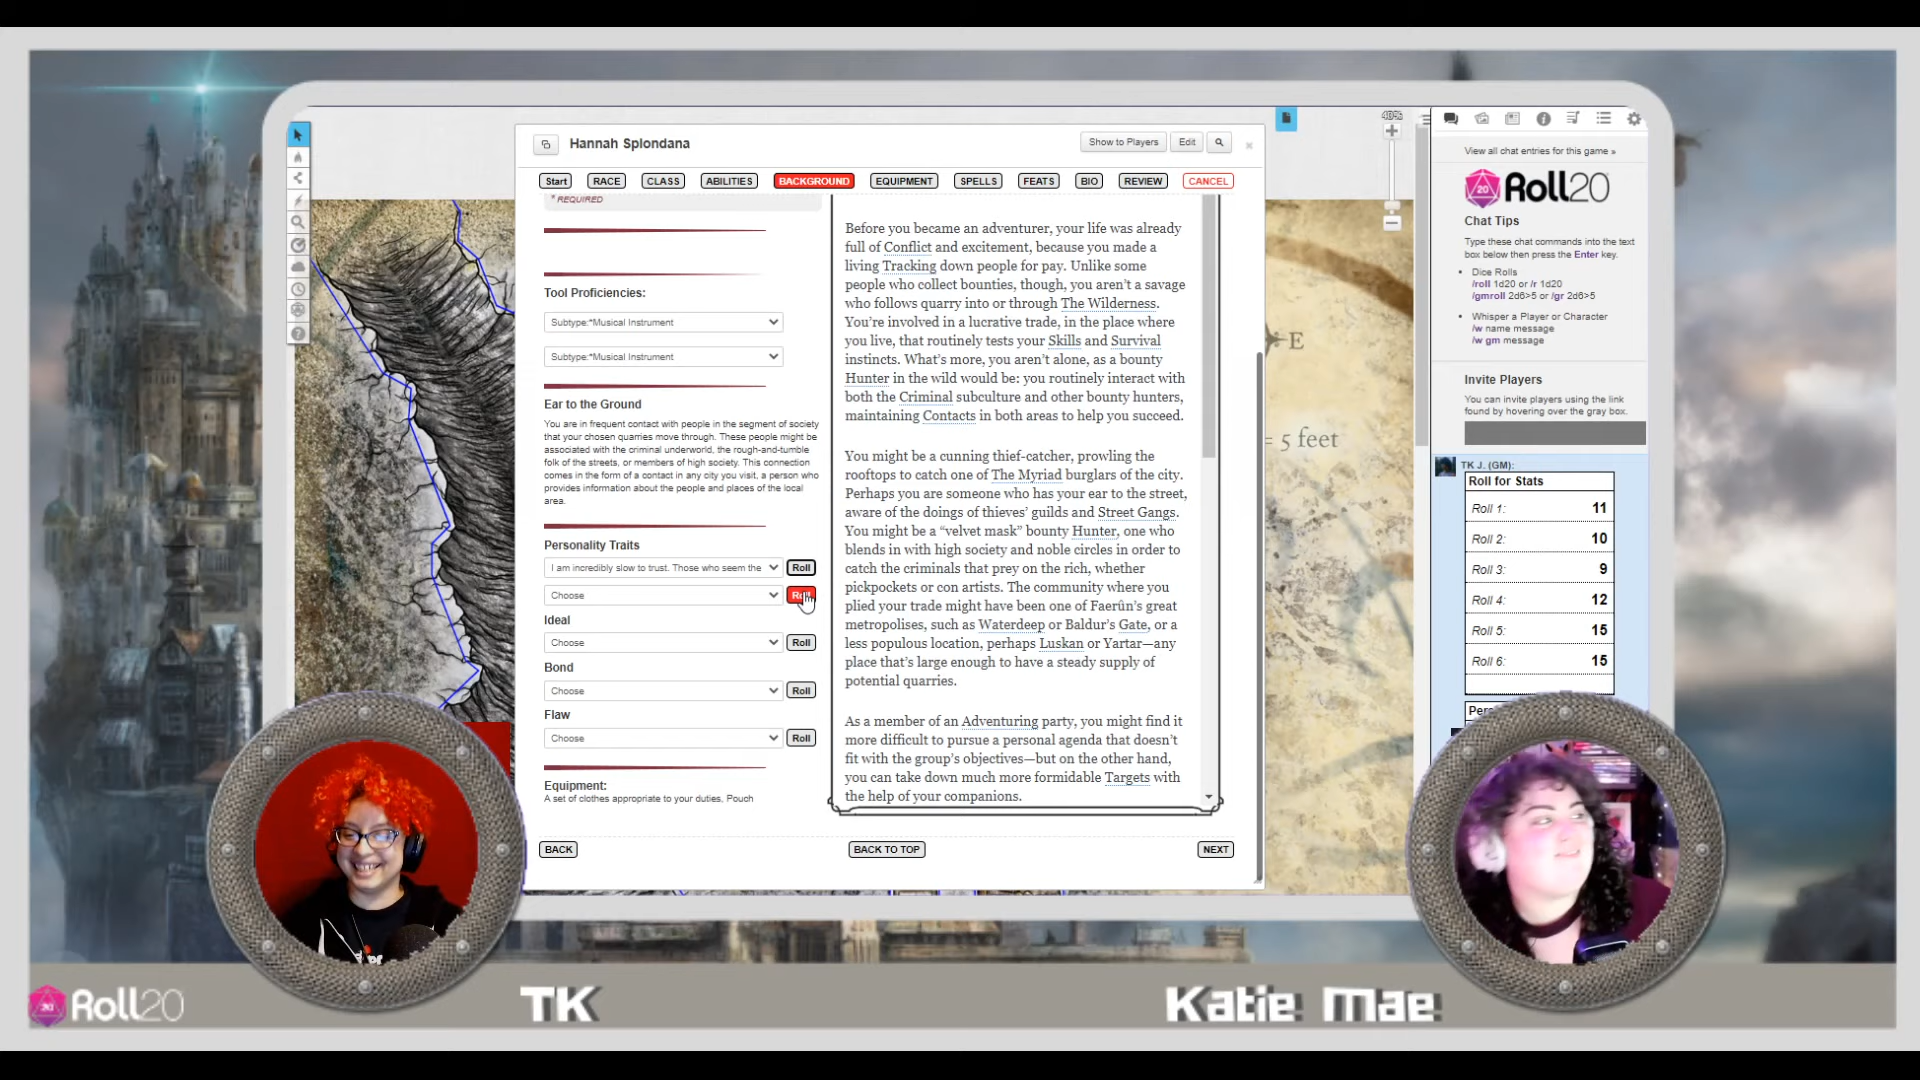 Hannah Splondana
Show to Players
Edit
Start
RACE
CLASS
ABILITIES
BACKGROUND
EQUIPMENT
SPELLS
FEATS
BIO
REVIEW
CANCEL
* REQUIRED
Tool Proficiencies:
Subtype:*Musical Instrument
Subtype:*Musical Instrument
Ear to the Ground
You are in frequent contact with people in the segment of society
that your chosen quarries move through. These people might be
associated with the criminal underworld, the rough-and-tumble
folk of the streets, or members of high society. This connection
comes in the form of a contact in any city you visit, a person who
provides information about the people and places of the local
area.
Personality Traits
I am incredibly slow to trust. Those who seem the
Roll
Choose
Ideal
Choose
Roll
Bond
Choose
Roll
Flaw
Choose
Roll
Equipment:
A set of clothes appropriate to your duties, Pouch
Before you became an adventurer, your life was already
full of Conflict and excitement, because you made a
living Tracking down people for pay. Unlike some
people who collect bounties, though, you aren't a savage
who follows quarry into or through The Wilderness.
You're involved in a lucrative trade, in the place where
you live, that routinely tests your Skills and Survival
instincts. What's more, you aren't alone, as a bounty
Hunter in the wild would be: you routinely interact with
both the Criminal subculture and other bounty hunters,
maintaining Contacts in both areas to help you succeed.
You might be a cunning thief-catcher, prowling the
rooftops to catch one of The Myriad burglars of the city.
Perhaps you are someone who has your ear to the street,
aware of the doings of thieves' guilds and Street Gangs.
You might be a “velvet mask” bounty Hunter, one who
blends in with high society and noble circles in order to
catch the criminals that prey on the rich, whether
pickpockets or con artists. The community where you
plied your trade might have been one of Faerûn's great
metropolises, such as Waterdeep or Baldur's Gate, or a
less populous location, perhaps Luskan or Yartar—any
place that's large enough to have a steady supply of
potential quarries.
As a member of an Adventuring party, you might find it
more difficult to pursue a personal agenda that doesn't
fit with the group's objectives—but on the other hand,
you can take down much more formidable Targets with
the help of your companions.
BACK
BACK TO TOP
NEXT
E
= 5 feet
View all chat entries for this game »
20
Roll20
Chat Tips
Type these chat commands into the text
box below then press the Enter key.
• Dice Rolls
/roll 1d20 or /r 1d20
/gmroll 2d6>5 or /gr 2d6>5
• Whisper a Player or Character
/w name message
/w gm message
Invite Players
You can invite players using the link
found by hovering over the gray box.
TK J. (GM):
Roll for Stats
Roll 1: 11
Roll 2: 10
Roll 3: 9
Roll 4: 12
Roll 5: 15
Roll 6: 15
20
Roll20
TK
Katie Mae